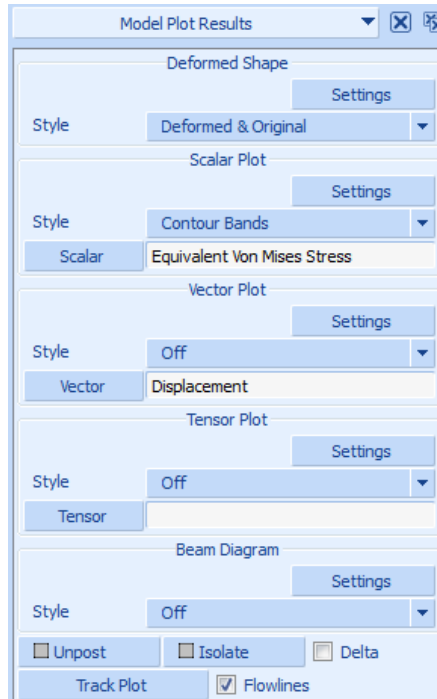 Model Plot Results
Deformed Shape
Settings
Style Deformed & Original
Scalar Plot
Settings
Style Contour Bands
Scalar Equivalent Von Mises Stress
Vector Plot
Settings
Style Off
Vector Displacement
Tensor Plot
Settings
Style Off
Tensor
Beam Diagram
Settings
Style Off
Unpost Isolate Delta
Track Plot Flowlines